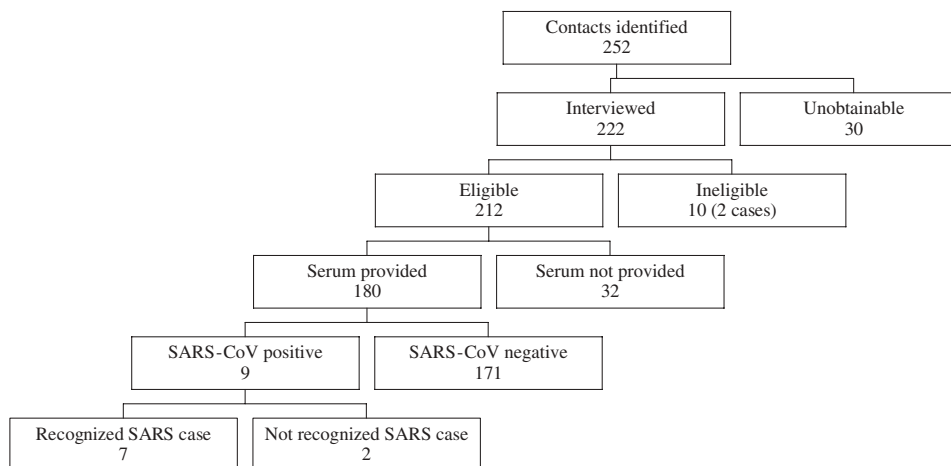 Contacts identified
252
Interviewed
222
Unobtainable
30
Eligible
212
Ineligible
10 (2 cases)
Serum provided
180
Serum not provided
32
SARS-CoV positive
9
SARS-CoV negative
171
Recognized SARS case
7
Not recognized SARS case
2